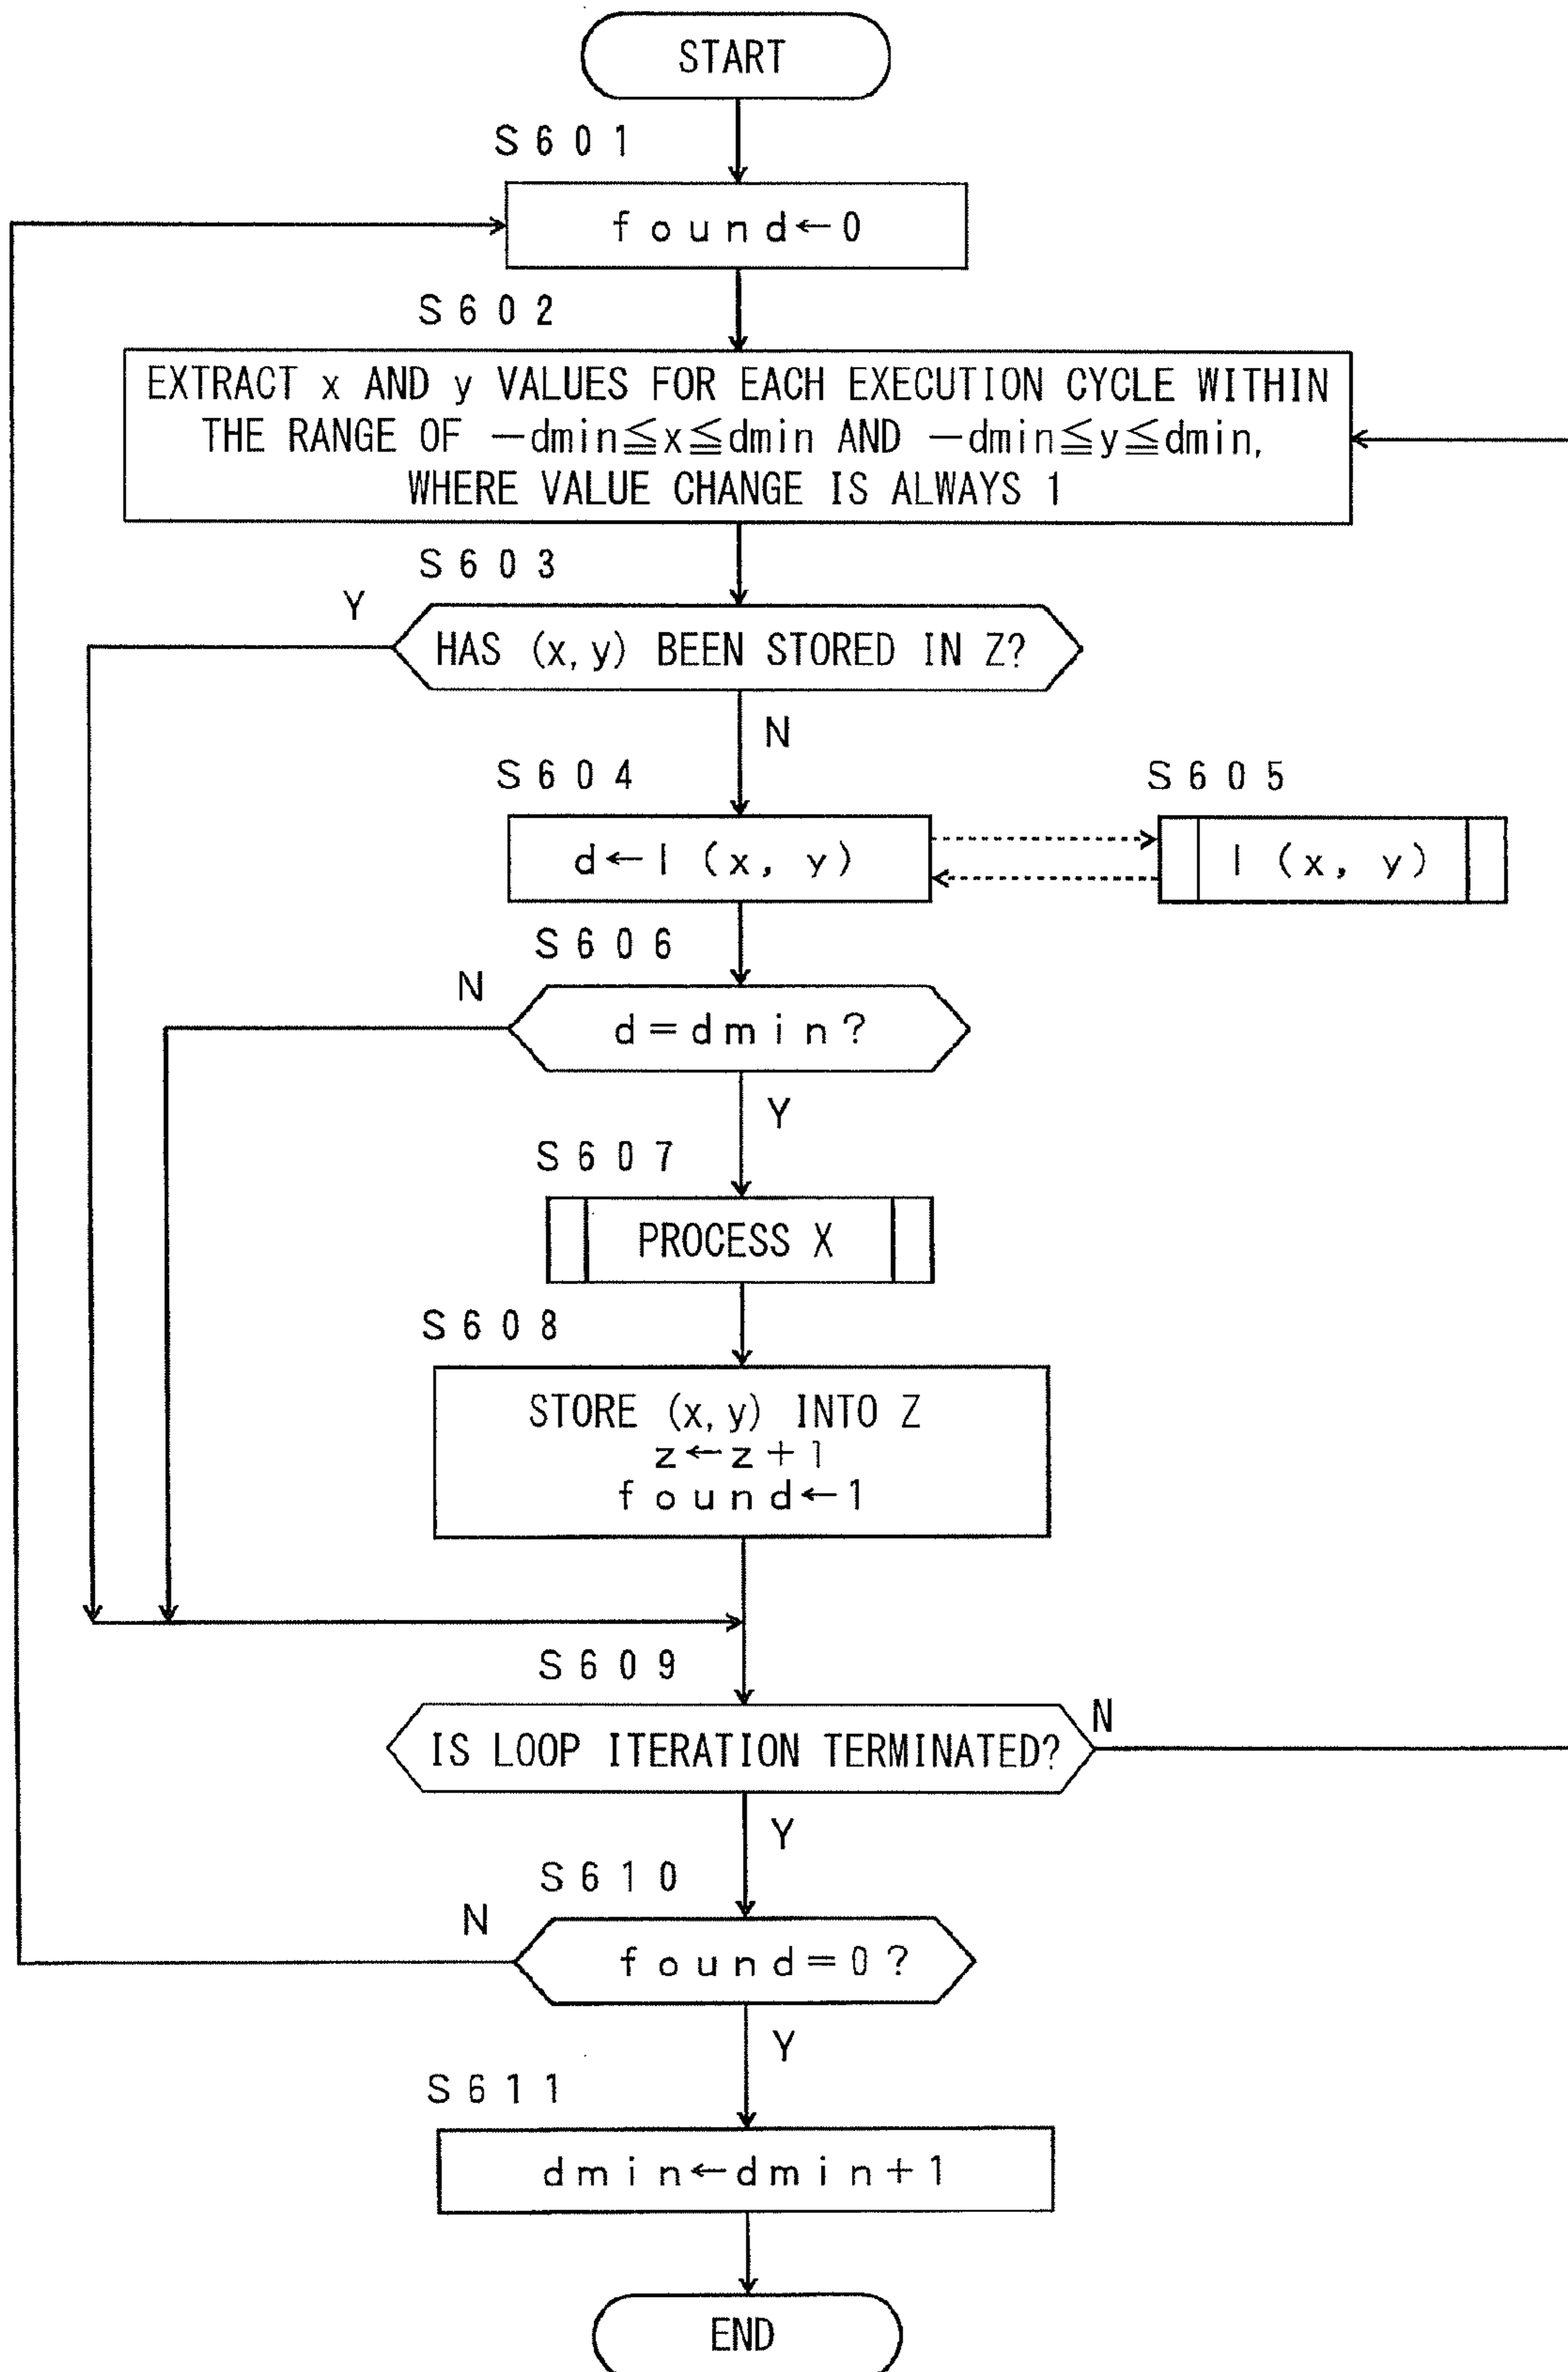 START
S601
found←0
S602
EXTRACT x AND y VALUES FOR EACH EXECUTION CYCLE WITHIN
THE RANGE OF −dmin≦x≦dmin AND −dmin≦y≦dmin,
WHERE VALUE CHANGE IS ALWAYS 1
S603
Y
HAS (x, y) BEEN STORED IN Z?
N
S604
S605
d←l (x, y)
l (x, y)
S606
N
d=dmin?
Y
S607
PROCESS X
S608
STORE (x, y) INTO Z
z←z+1
found←1
S609
N
IS LOOP ITERATION TERMINATED?
Y
S610
N
found=0?
Y
S611
dmin←dmin+1
END